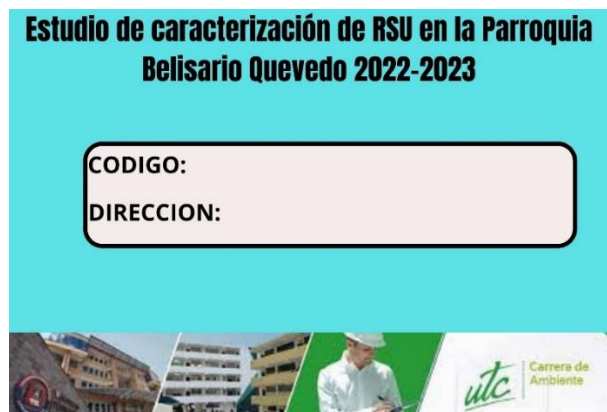 Estudio de caracterización de RSU en la Parroquia
Belisario Quevedo 2022-2023
CODIGO:
DIRECCION:
utc
Carrera de
Ambiente